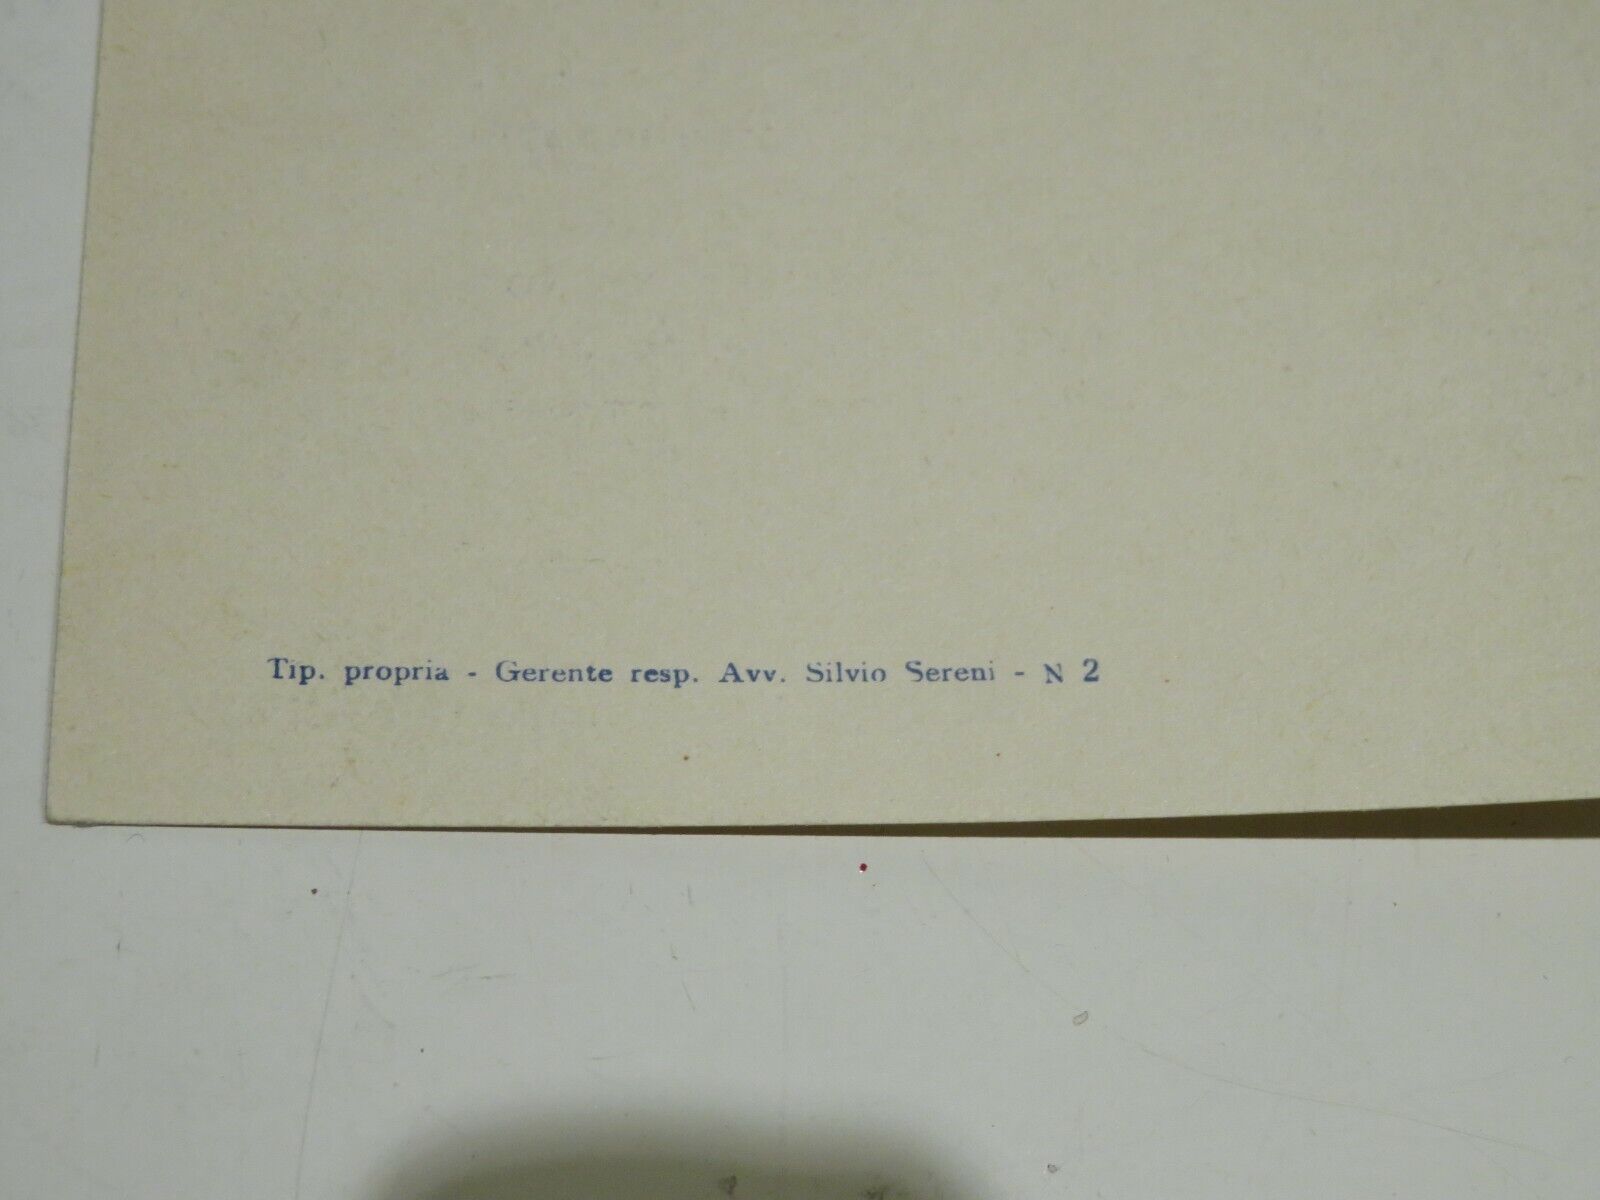 Tip. propria - Gerente resp. Avv. Silvio Sereni - N 2